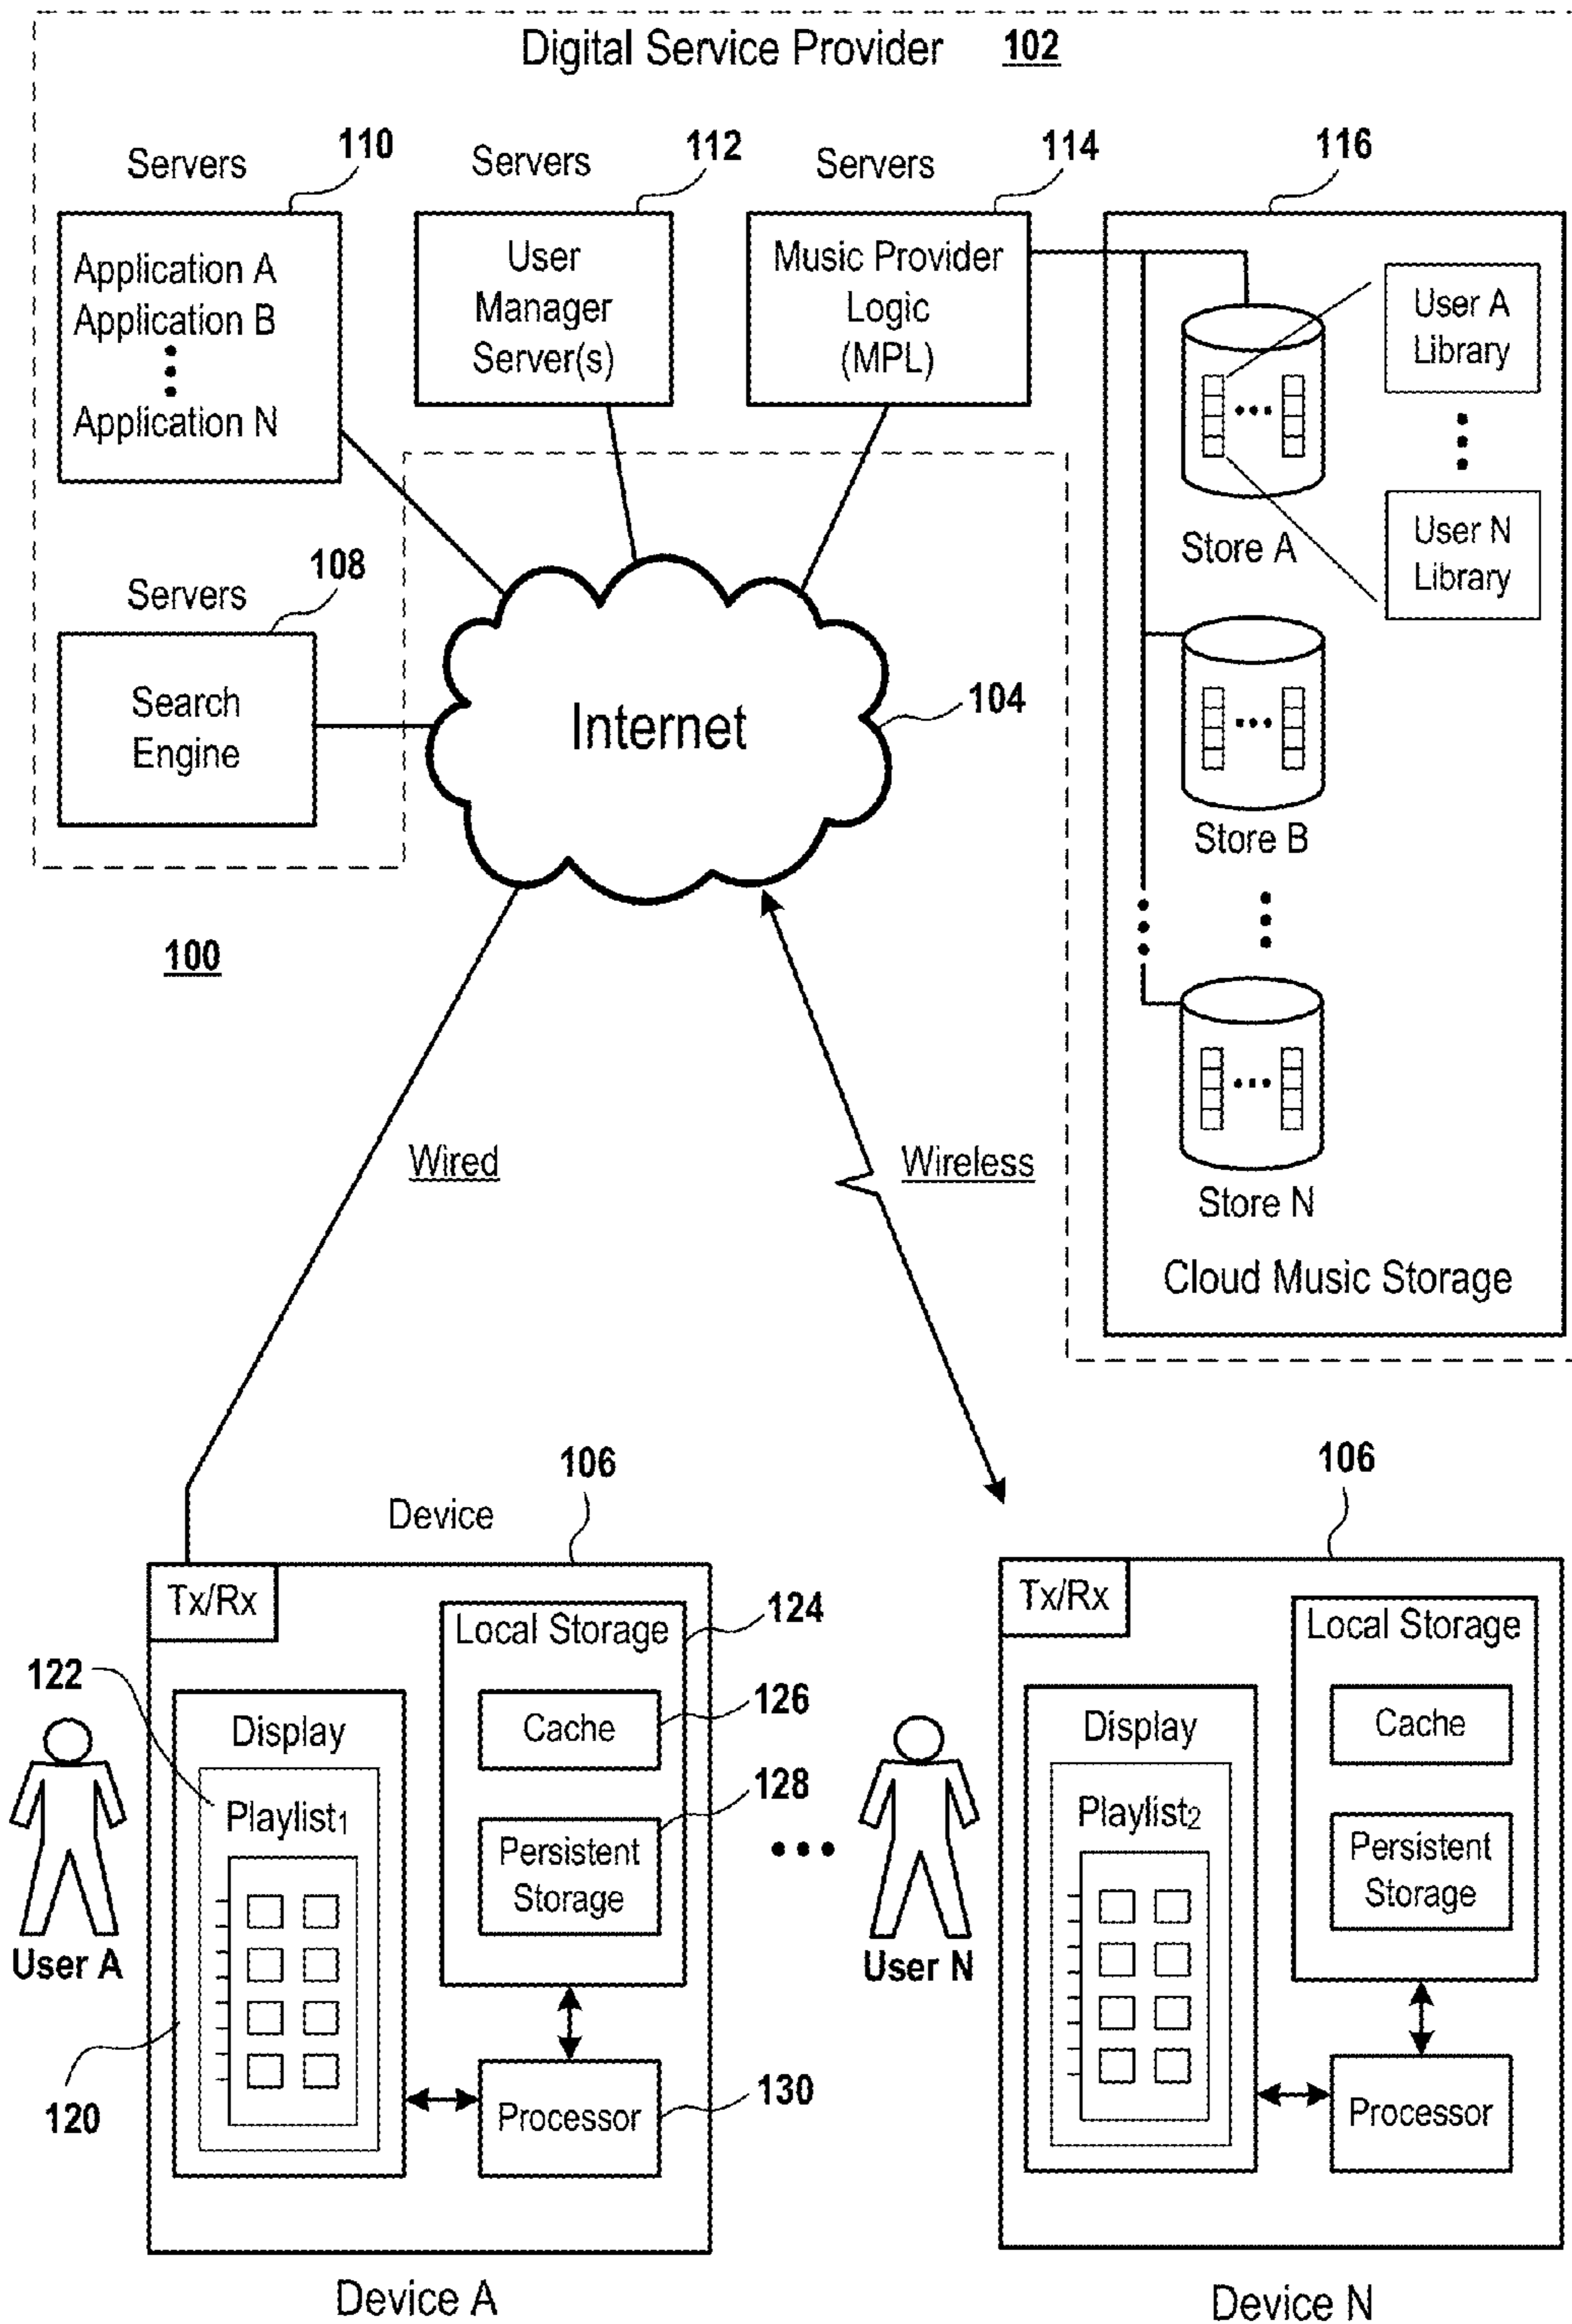 Digital Service Provider 102
Servers 110
Application A
Application B
Application N
Servers 112
User
Manager
Server(s)
Servers 114
Music Provider
Logic
(MPL)
116
User A
Library
User N
Library
Store A
Store B
Store N
Cloud Music Storage
Servers 108
Search
Engine
Internet
104
100
Wired
Wireless
Device
106
Tx/Rx
Local Storage
124
Cache
126
Persistent
Storage
128
122
Display
Playlist1
120
Processor
130
User A
Device A
106
Tx/Rx
Local Storage
Cache
Persistent
Storage
Display
Playlist2
Processor
User N
Device N